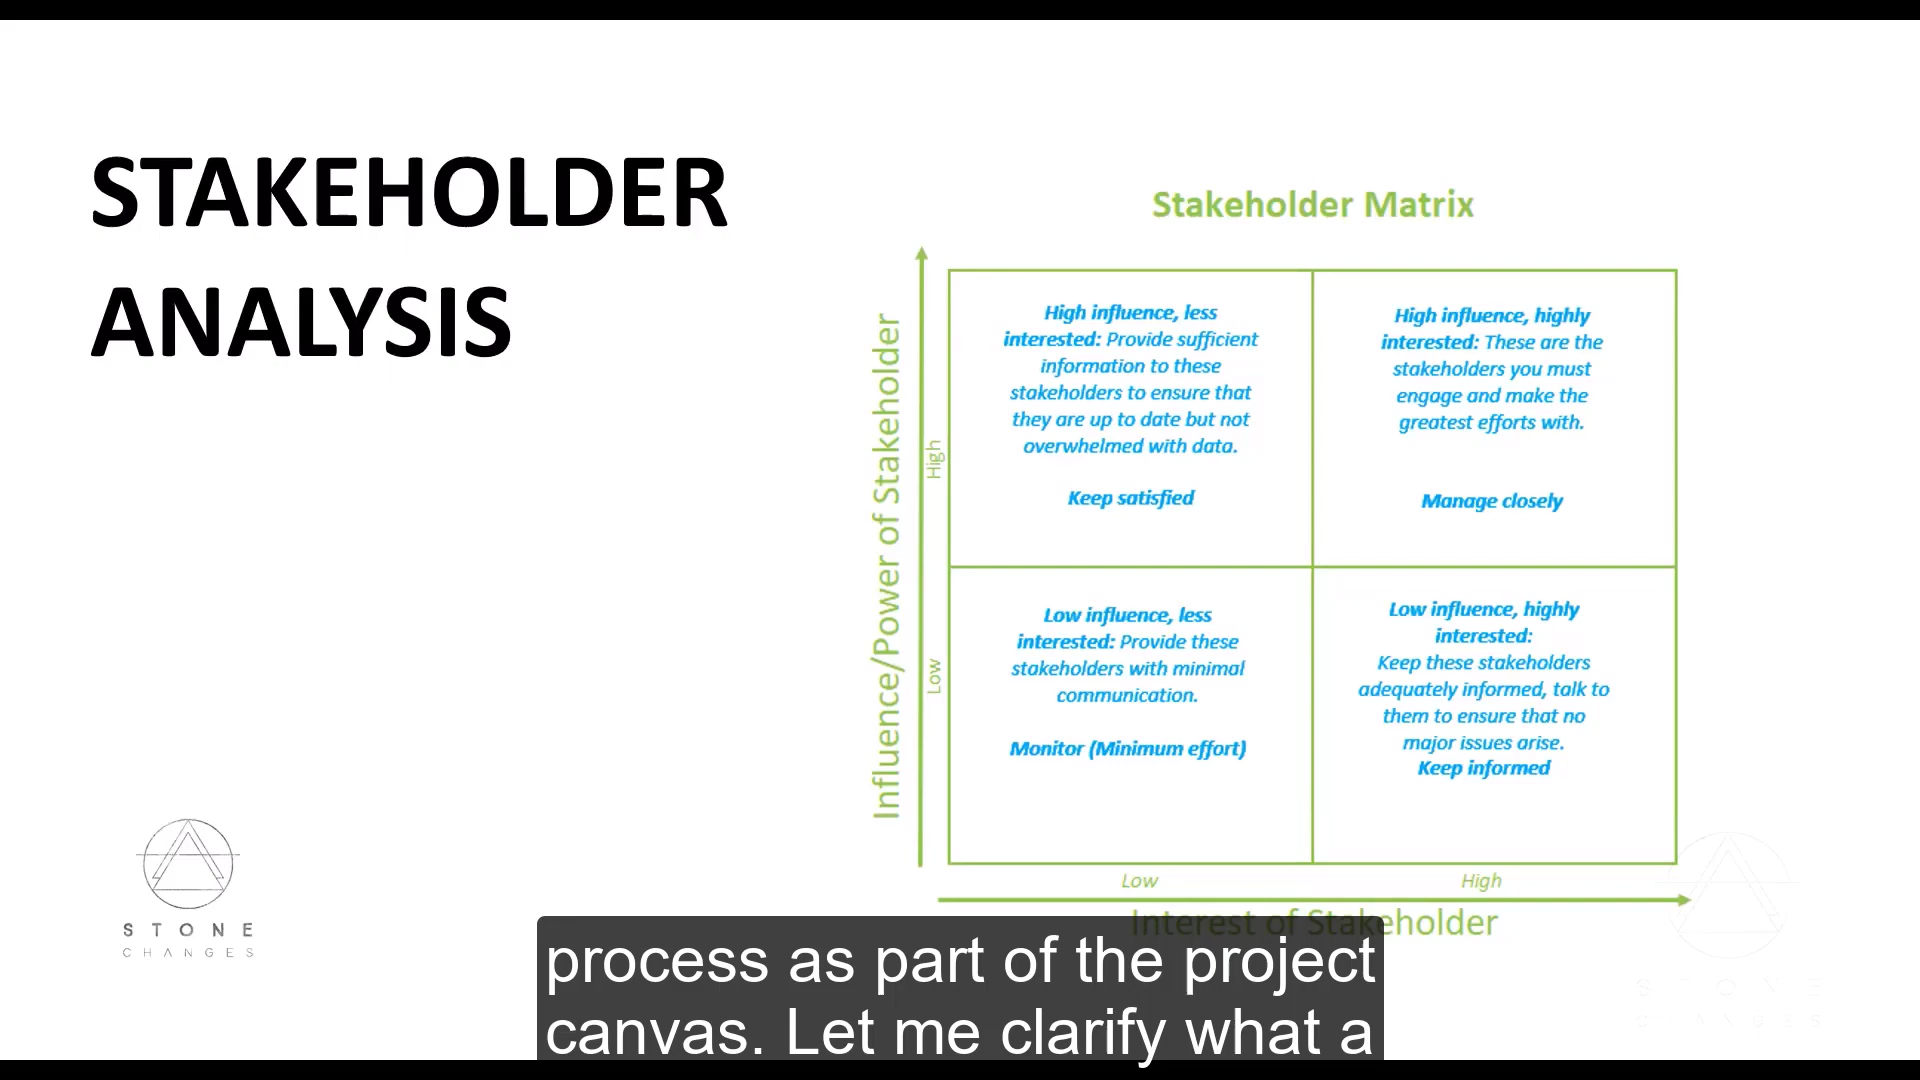 STAKEHOLDER
ANALYSIS
Stakeholder Matrix
Influence/Power of Stakeholder
High
Low
High influence, less
interested: Provide sufficient
information to these
stakeholders to ensure that
they are up to date but not
overwhelmed with data.
Keep satisfied
High influence, highly
interested: These are the
stakeholders you must
engage and make the
greatest efforts with.
Manage closely
Low influence, less
interested: Provide these
stakeholders with minimal
communication.
Monitor (Minimum effort)
Low influence, highly
interested:
Keep these stakeholders
adequately informed, talk to
them to ensure that no
major issues arise.
Keep informed
Low
High
Interest of Stakeholder
STONE
CHANGES
STONE
CHANGES
process as part of the project
canvas. Let me clarify what a